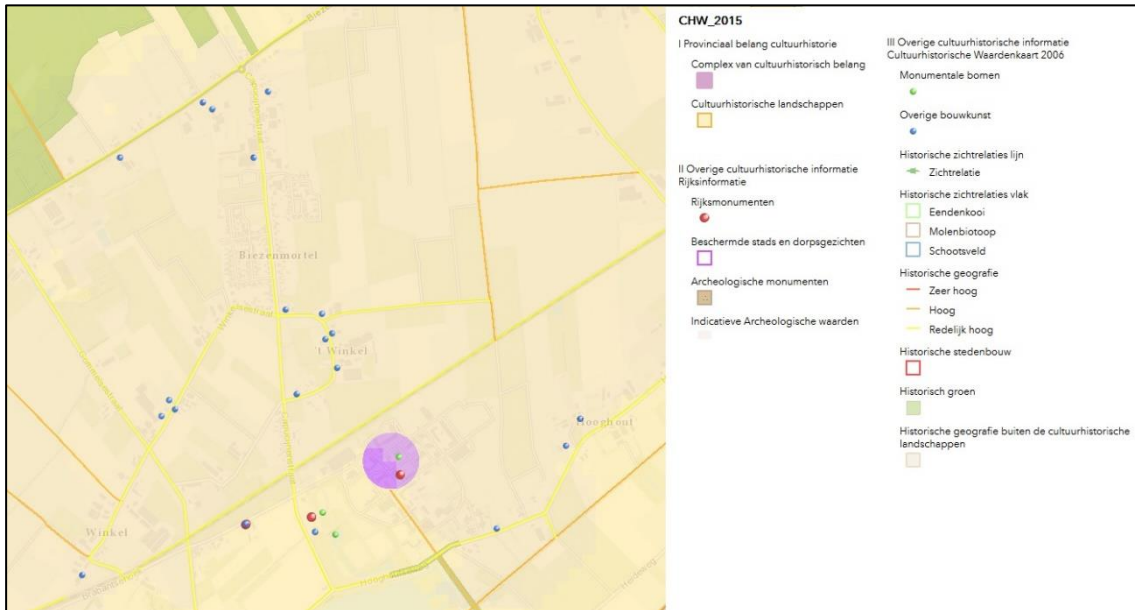 CHW_2015
I Provinciaal belang cultuurhistorie
Complex van cultuurhistorisch belang
Cultuurhistorische landschappen
II Overige cultuurhistorische informatie
Rijksinformatie
Rijksmonumenten
Beschermde stads en dorpsgezichten
Archeologische monumenten
Indicatieve Archeologische waarden
III Overige cultuurhistorische informatie
Cultuurhistorische Waardenkaart 2006
Monumentale bomen
Overige bouwkunst
Historische zichtrelaties lijn
Zichtrelatie
Historische zichtrelaties vlak
Eendenkooi
Molenbiotoop
Schootsveld
Historische geografie
Zeer hoog
Hoog
Redelijk hoog
Historische stedenbouw
Historisch groen
Historische geografie buiten de cultuurhistorische
landschappen
Biezenmortel
't Winkel
Hooghout
Winkel